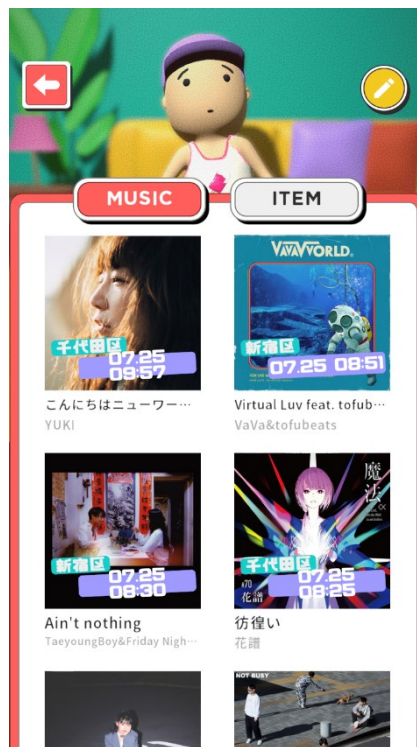 MUSIC
ITEM
千代田区
07.25
09:57
こんにちはニューワー…
YUKI
VAVAWORLD.
新宿区
07.25 08:51
Virtual Luv feat. tofub…
VaVa&tofubeats
新宿区
07.25
08:30
Ain't nothing
TaeyoungBoy&Friday Nigh…
魔法
#70
花譜
千代田区
07.25
08:25
彷徨い
花譜
NOT BUSY